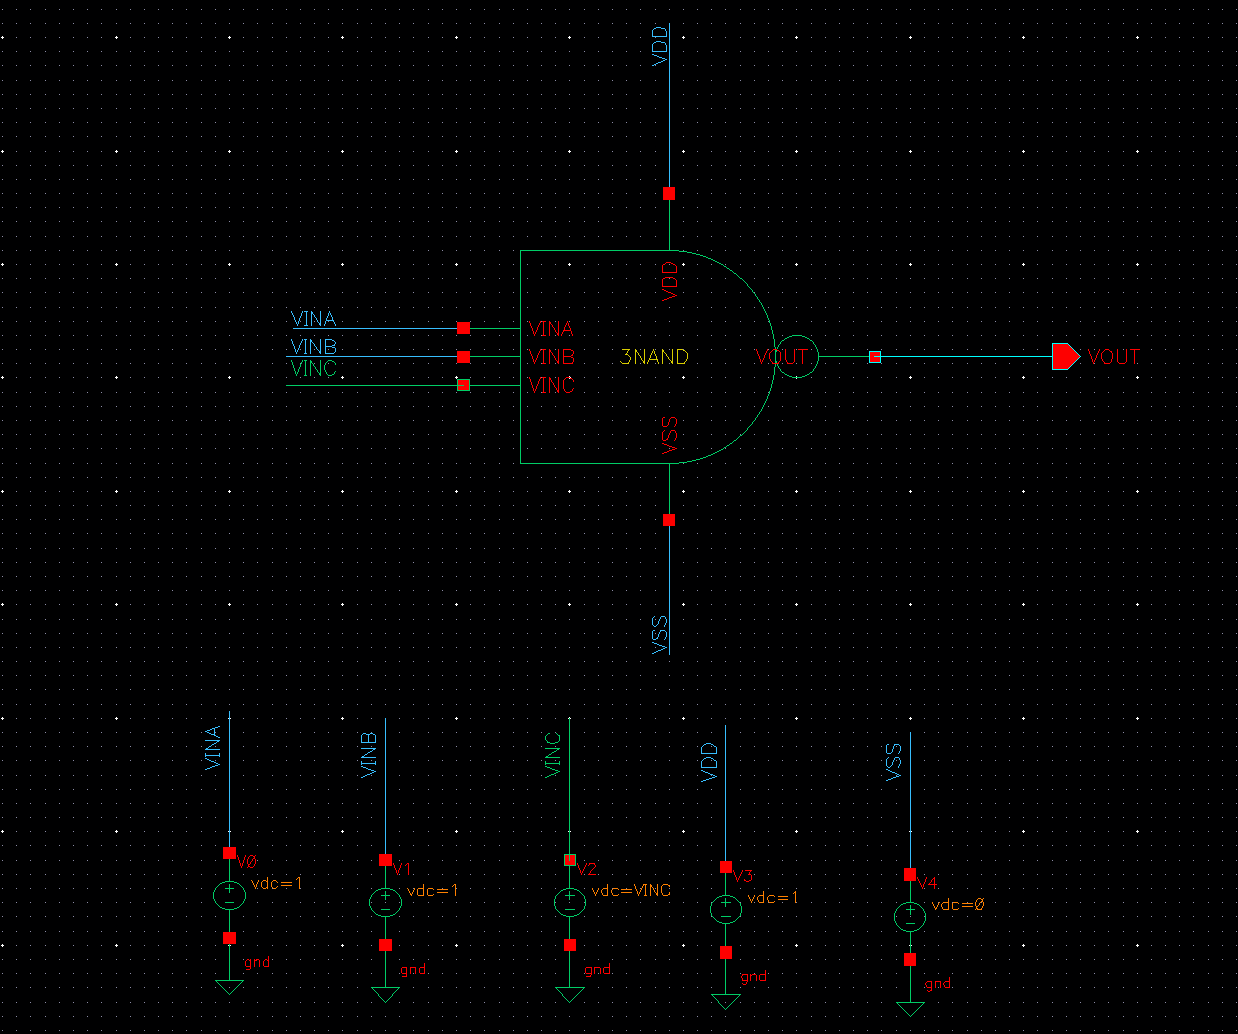 VDD
VDD
VINA
VINA
VINB
VINB
3NAND
VOUT
VOUT
VINC
VINC
VSS
VSS
VINA
VINB
VINC
VDD
VSS
V0
vdc=1
V1
vdc=1
V2
vdc=VINC
V3
vdc=1
V4
vdc=0
gnd
gnd
gnd
gnd
gnd